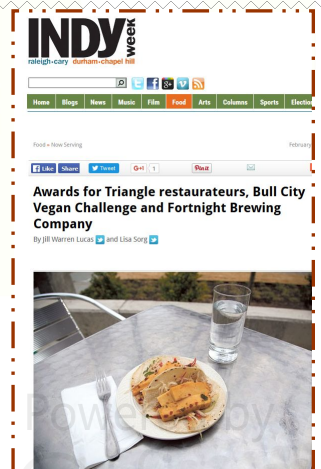 INDY WEEK
raleigh•cary durham•chapel hill
Home Blogs News Music Film Food Arts Columns Sports Election
Food » Now Serving February
Like Share Tweet G+1 1 Pin it
Awards for Triangle restaurateurs, Bull City
Vegan Challenge and Fortnight Brewing
Company
By Jill Warren Lucas and Lisa Sorg